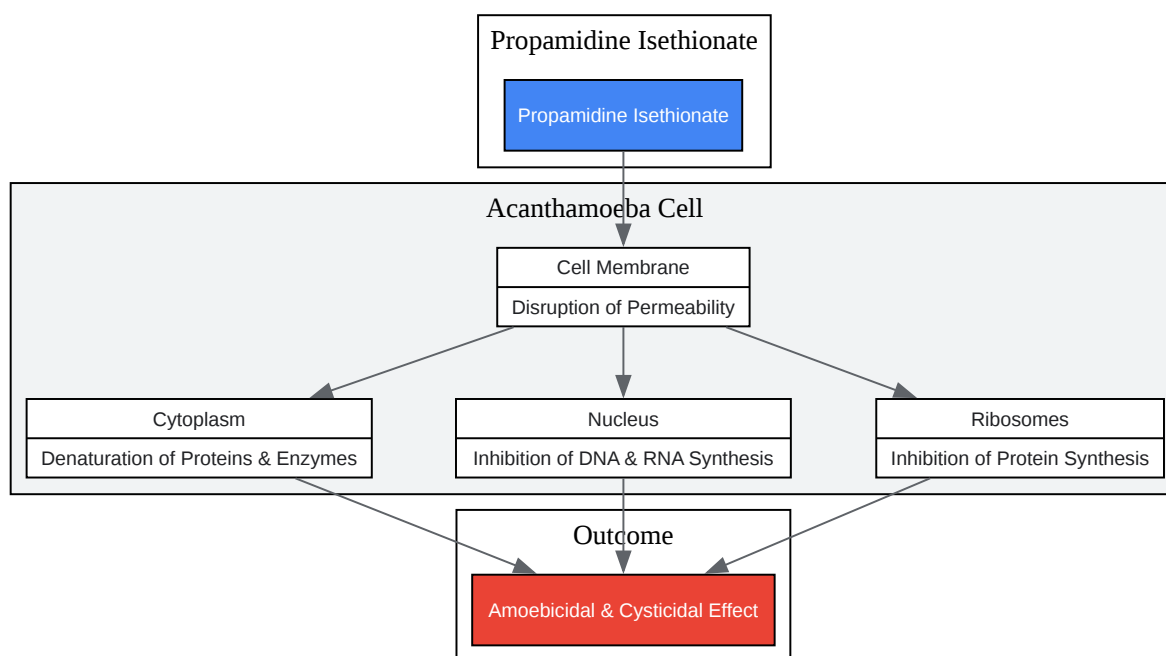 Propamidine Isethionate
Propamidine Isethionate
Acanthamoeba Cell
Cell Membrane
Disruption of Permeability
Cytoplasm
Denaturation of Proteins & Enzymes
Nucleus
Inhibition of DNA & RNA Synthesis
Ribosomes
Inhibition of Protein Synthesis
Outcome
Amoebicidal & Cysticidal Effect